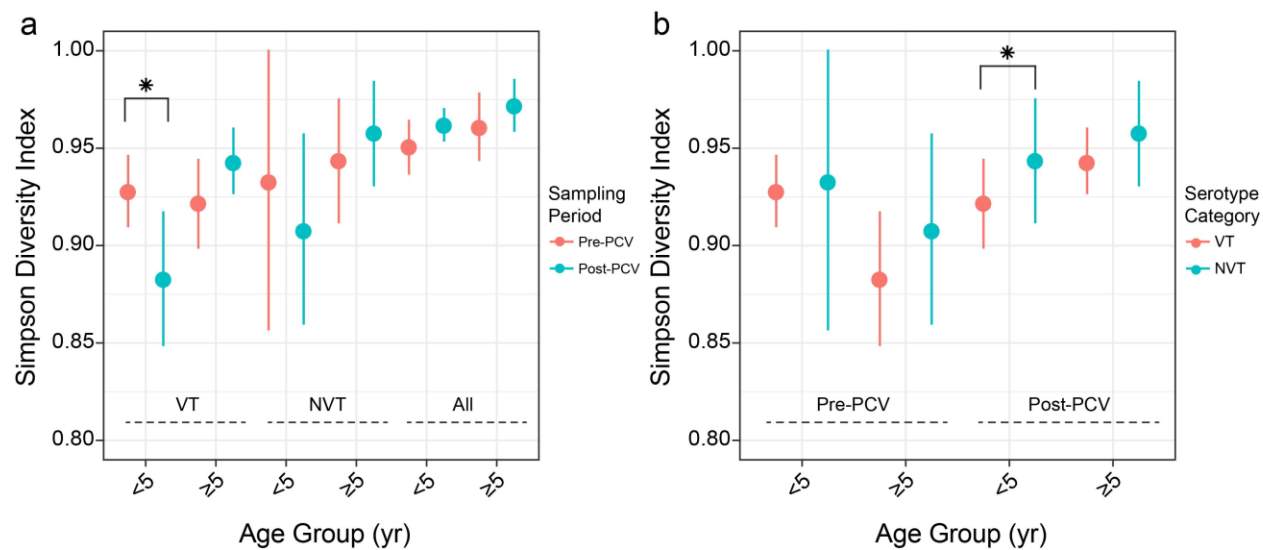 a
Simpson Diversity Index
1.00
0.95
0.90
0.85
0.80
*
VT
NVT
All
<5
≥5
<5
≥5
<5
≥5
Age Group (yr)
Sampling
Period
Pre-PCV
Post-PCV
b
Simpson Diversity Index
1.00
0.95
0.90
0.85
0.80
*
Pre-PCV
Post-PCV
<5
≥5
<5
≥5
Age Group (yr)
Serotype
Category
VT
NVT